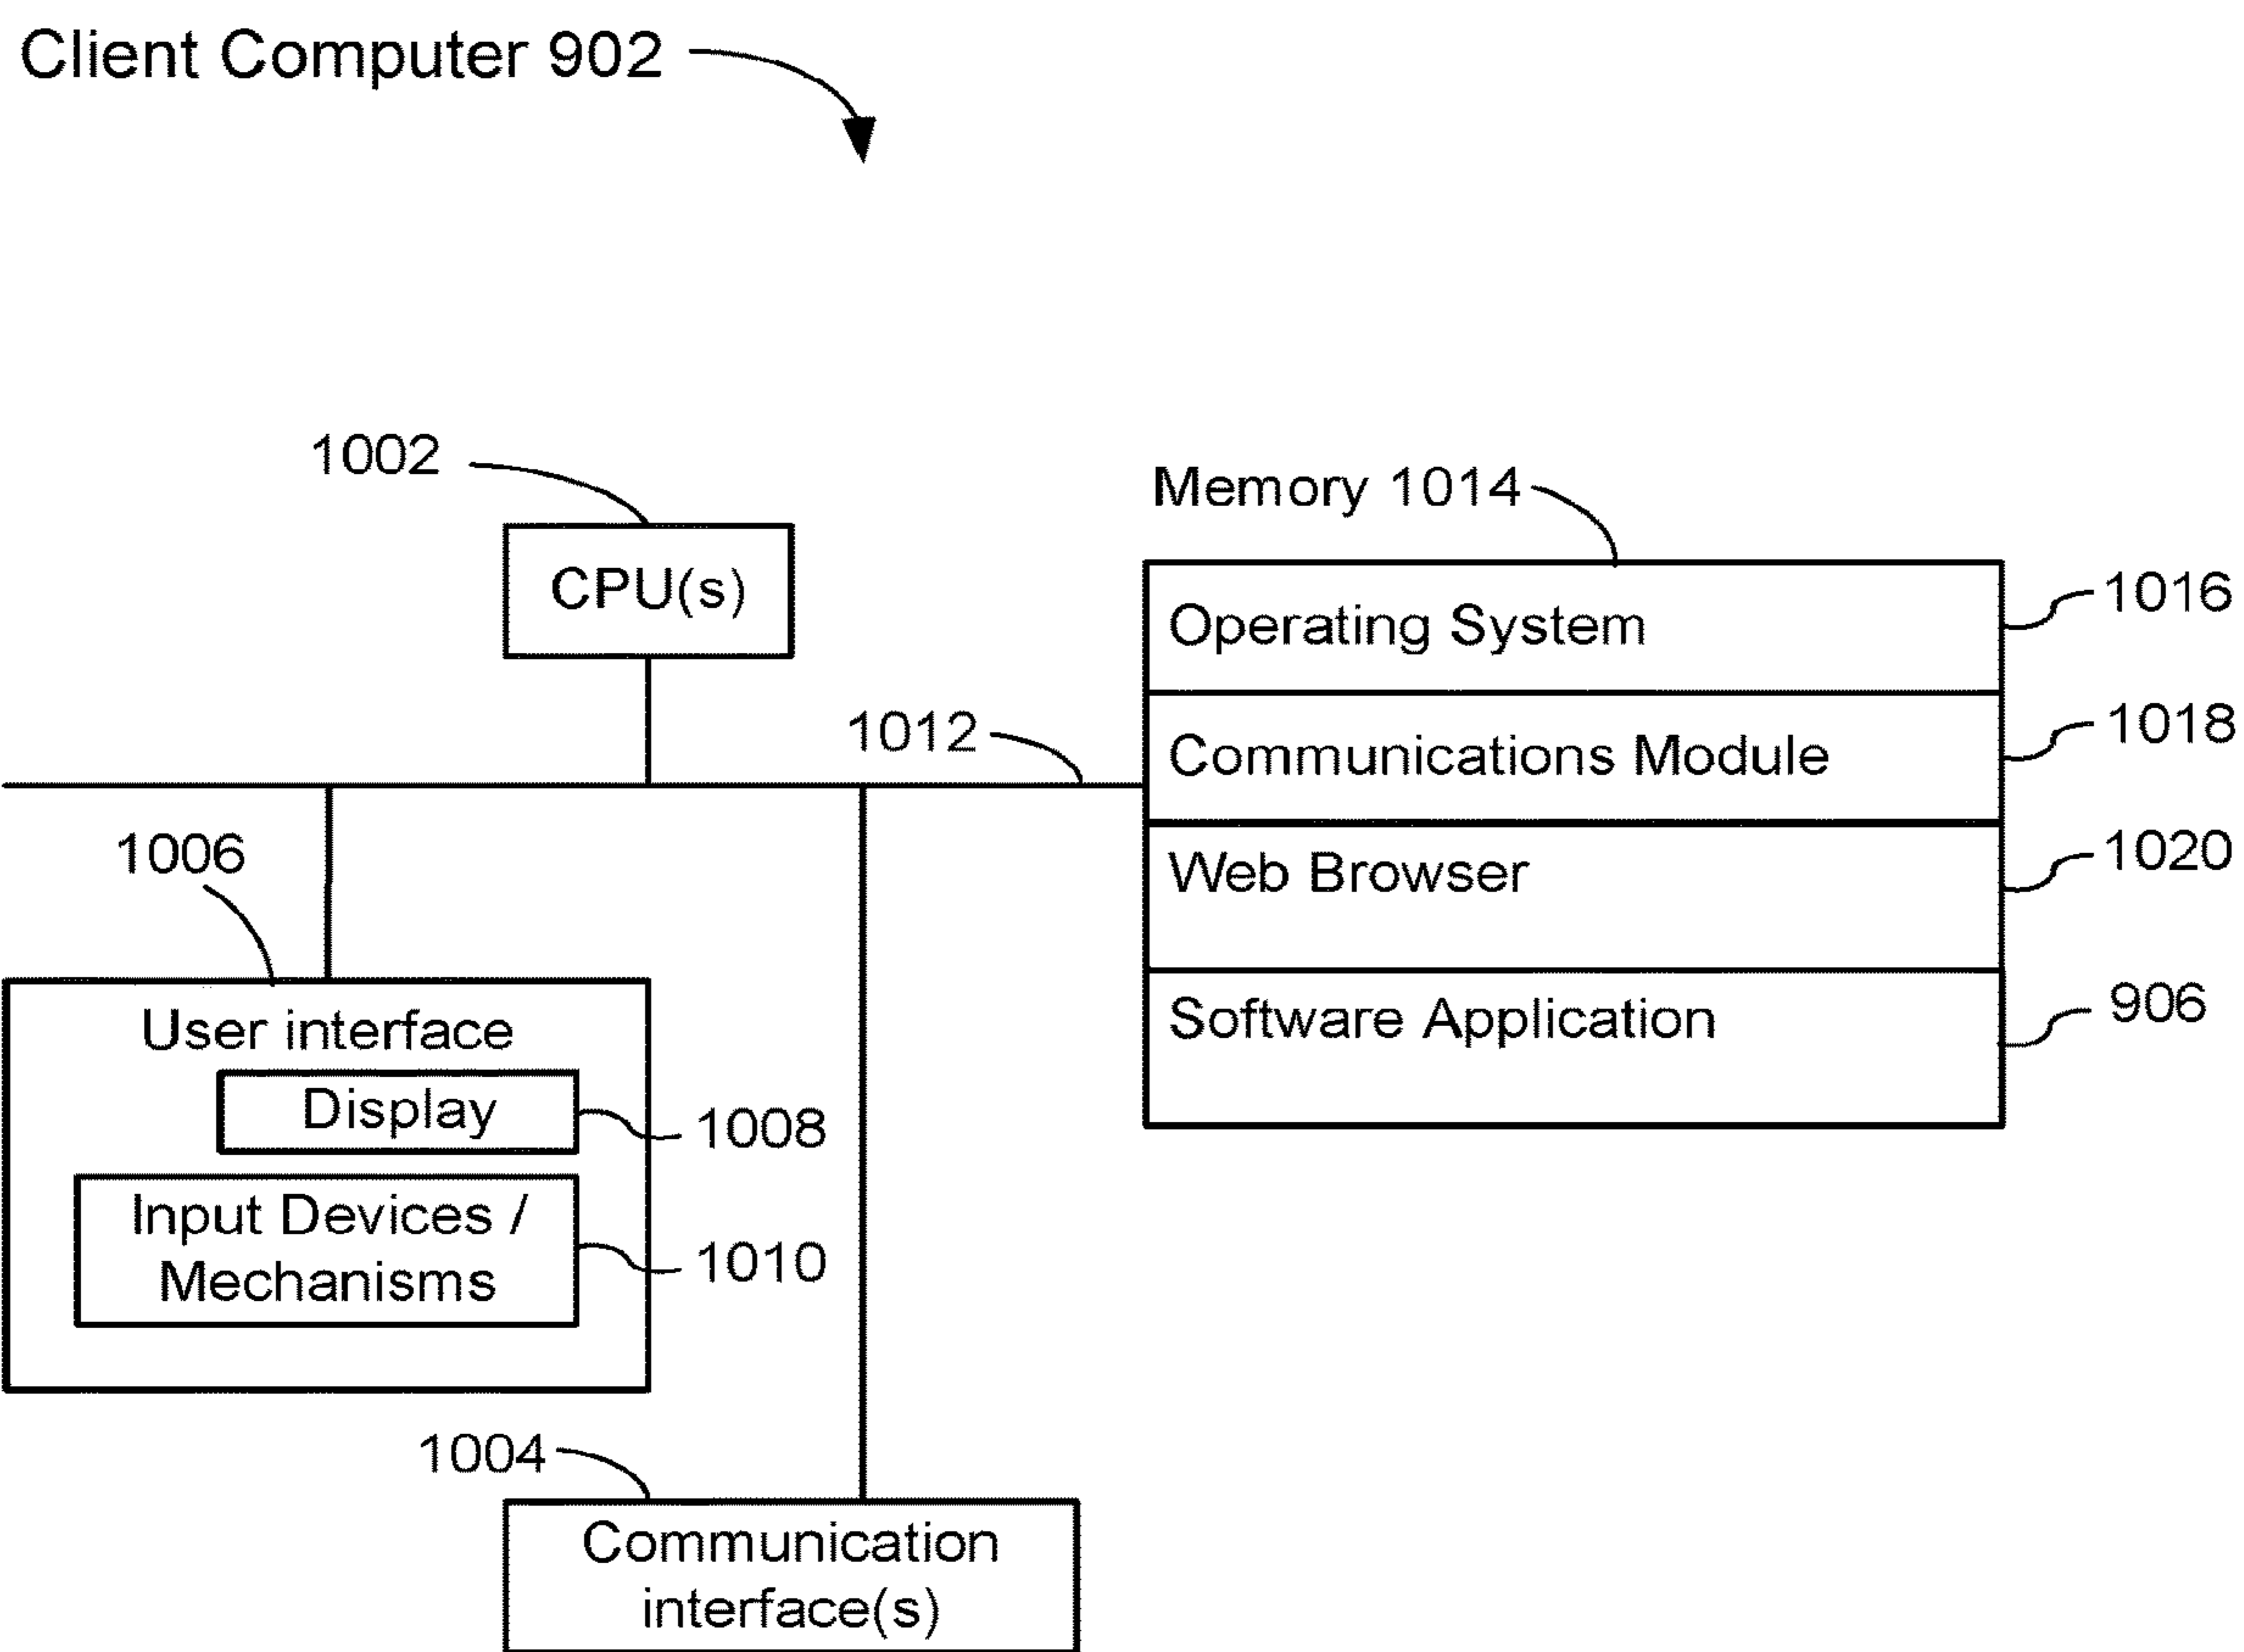 Client Computer 902
1002
CPU(s)
Memory 1014
Operating System
1016
Communications Module
1018
Web Browser
1020
Software Application
906
1012
1006
User interface
Display
1008
Input Devices /
Mechanisms
1010
1004
Communication
interface(s)